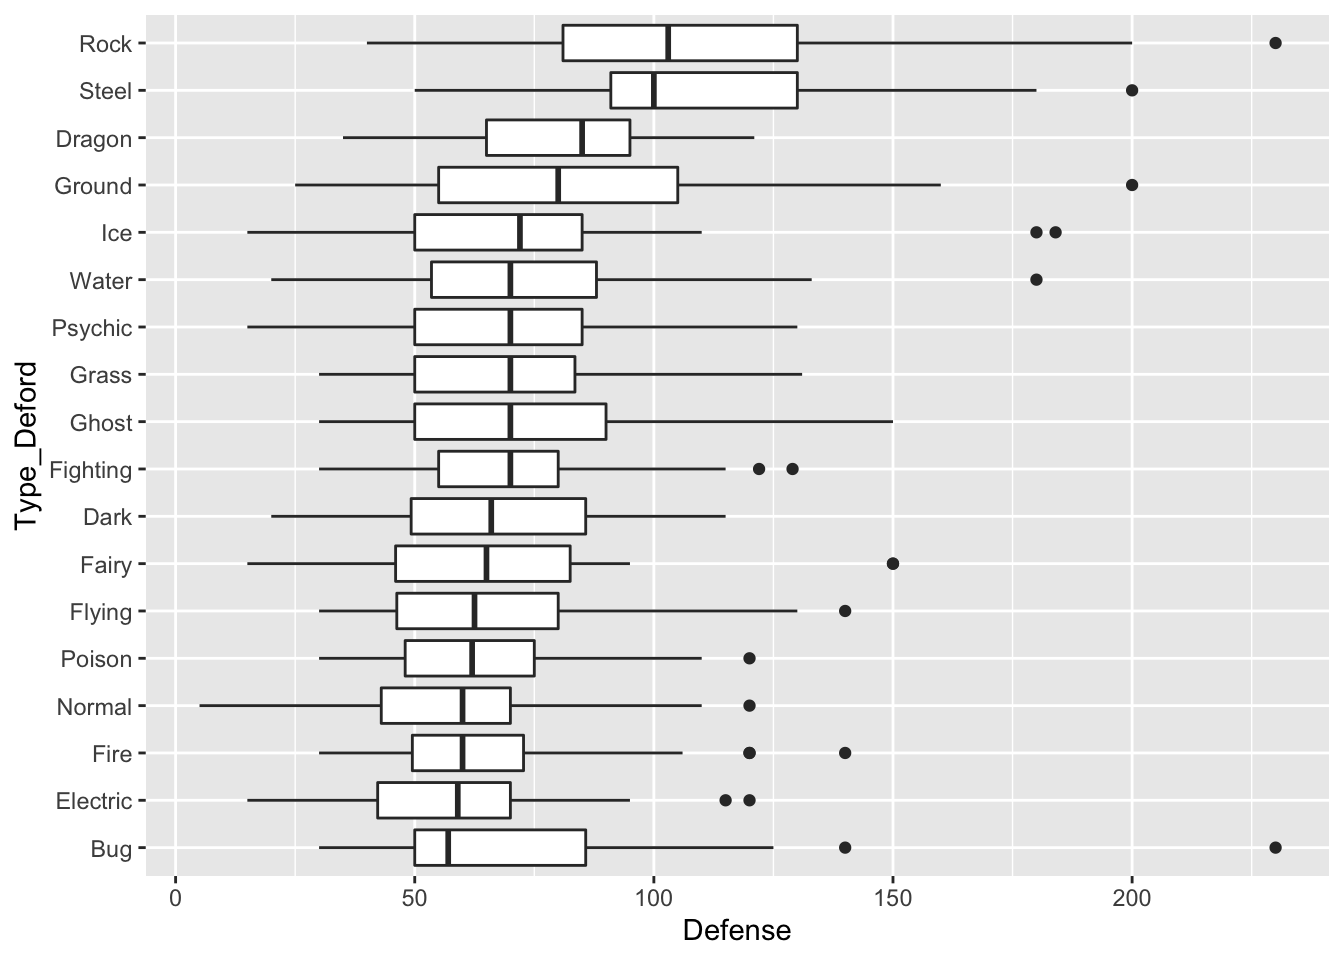 Rock
Steel
Dragon
Ground
Ice
Water
Psychic
Grass
Ghost
Fighting
Dark
Fairy
Flying
Poison
Normal
Fire
Electric
Bug
Type_Deford
0 50 100 150 200
Defense